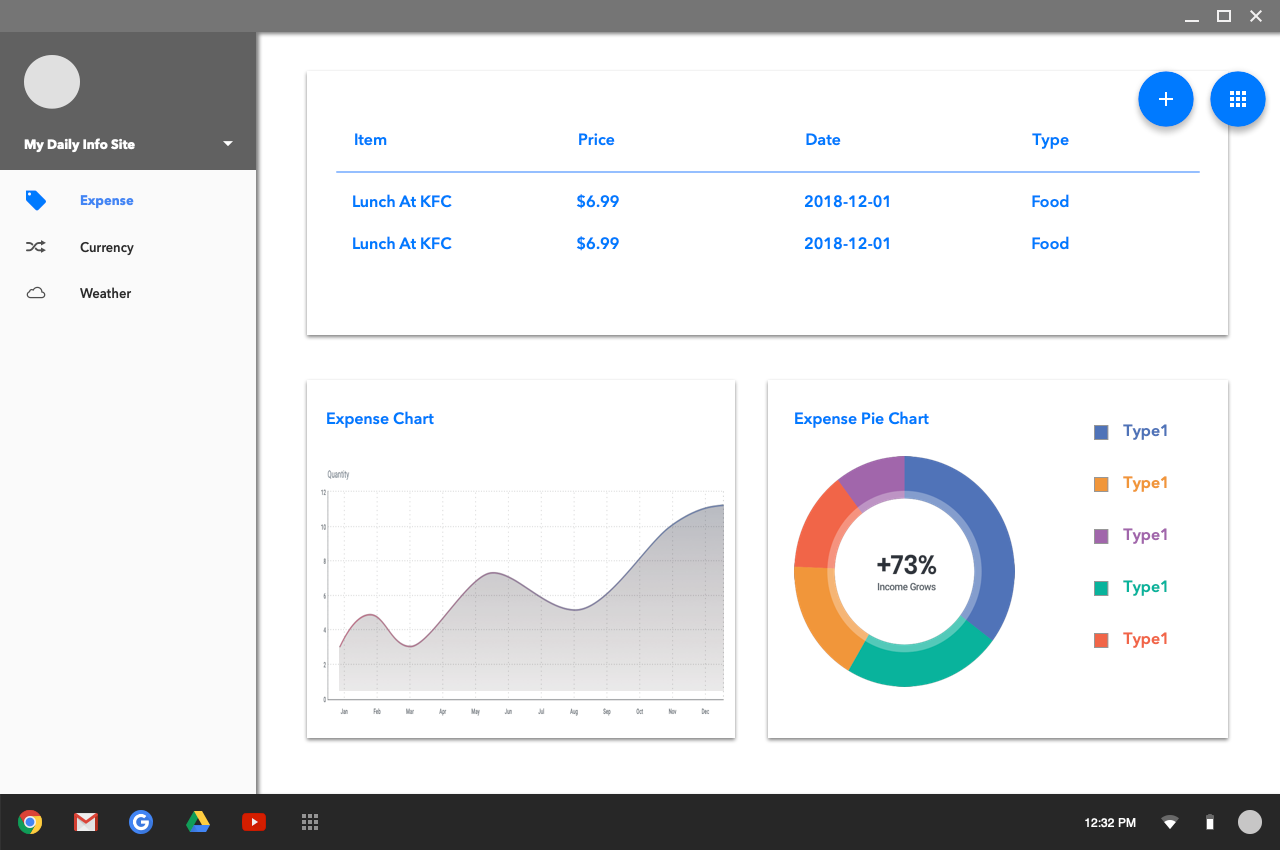 My Daily Info Site
Expense
Currency
Weather
Item Price Date Type
Lunch At KFC $6.99 2018-12-01 Food
Lunch At KFC $6.99 2018-12-01 Food
Expense Chart
Quantity
12
10
8
6
4
2
0
Jan Feb Mar Apr May Jun Jul Aug Sep Oct Nov Dec
Expense Pie Chart
+73%
Income Grows
Type1
Type1
Type1
Type1
Type1
12:32 PM